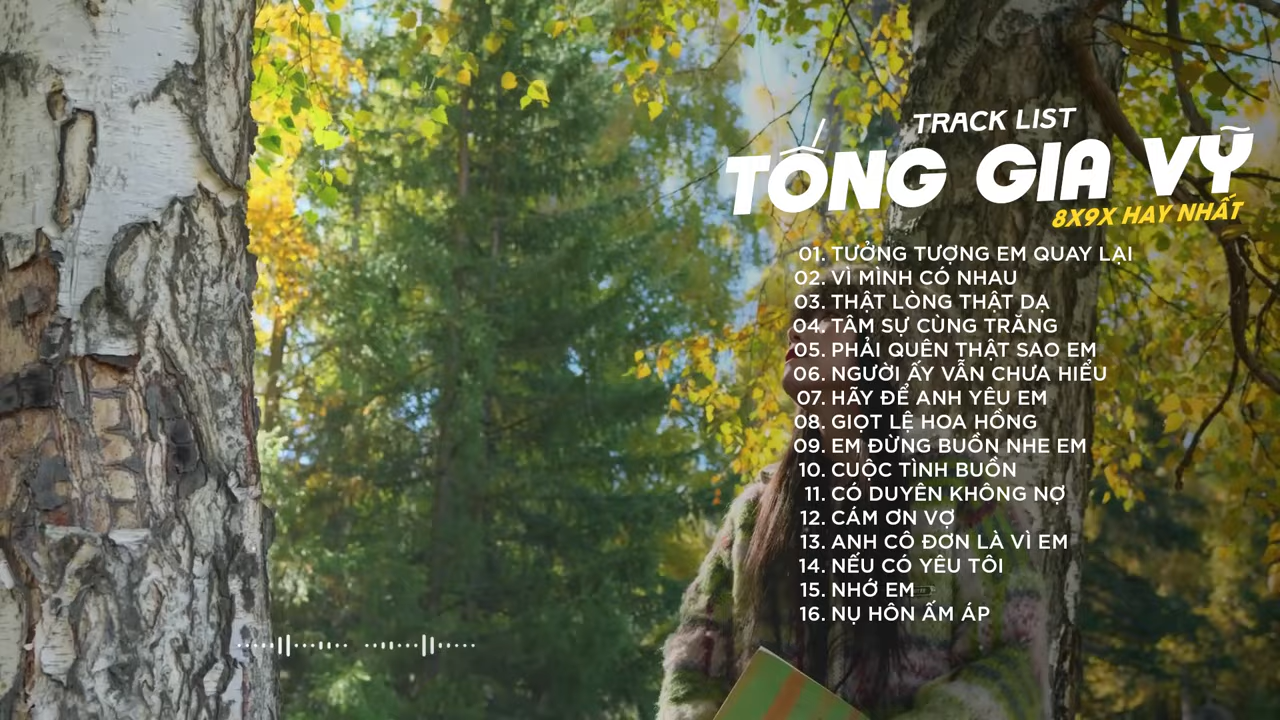 TRACK LIST
TỐNG GIA VỸ
8X9X HAY NHẤT
01. TƯỞNG TƯỢNG EM QUAY LẠI
02. VÌ MÌNH CÓ NHAU
03. THẬT LÒNG THẬT DẠ
04. TÂM SỰ CÙNG TRĂNG
05. PHẢI QUÊN THẬT SAO EM
06. NGƯỜI ẤY VẪN CHƯA HIỂU
07. HÃY ĐỂ ANH YÊU EM
08. GIỌT LỆ HOA HỒNG
09. EM ĐỪNG BUỒN NHE EM
10. CUỘC TÌNH BUỒN
11. CÓ DUYÊN KHÔNG NỢ
12. CÁM ƠN VỢ
13. ANH CÔ ĐƠN LÀ VÌ EM
14. NẾU CÓ YÊU TÔI
15. NHỚ EM
16. NỤ HÔN ẤM ÁP